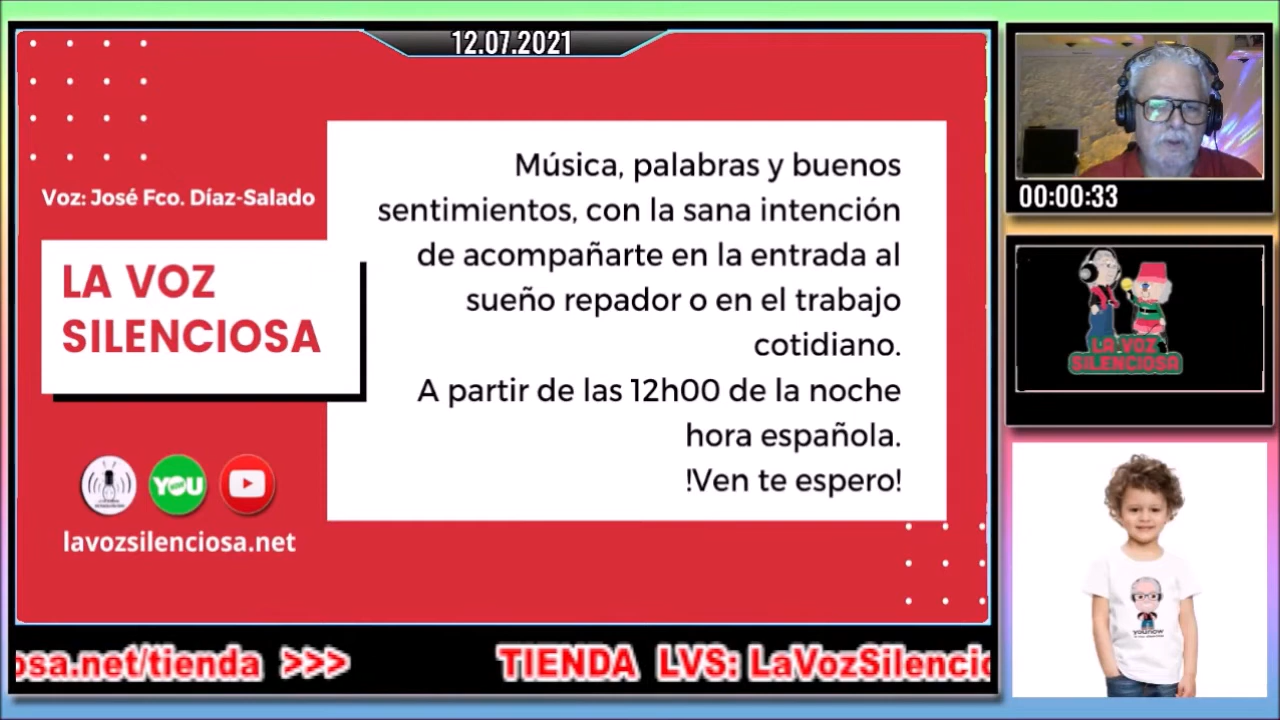 12.07.2021
Voz: José Fco. Díaz-Salado
LA VOZ
SILENCIOSA
Música, palabras y buenos
sentimientos, con la sana intención
de acompañarte en la entrada al
sueño repador o en el trabajo
cotidiano.
A partir de las 12h00 de la noche
hora española.
!Ven te espero!
YOU
lavozsilenciosa.net
osa.net/tienda >>>
TIENDA LVS: LaVozSilencio
00:00:33
LA VOZ
SILENCIOSA
younow